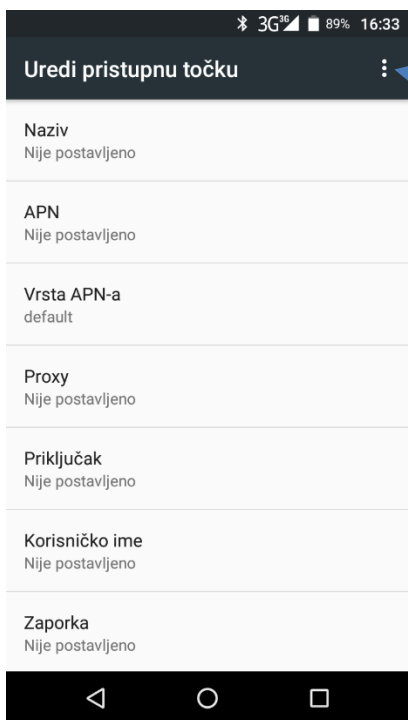 3G 3G 89% 16:33
Uredi pristupnu točku
Naziv
Nije postavljeno
APN
Nije postavljeno
Vrsta APN-a
default
Proxy
Nije postavljeno
Priključak
Nije postavljeno
Korisničko ime
Nije postavljeno
Zaporka
Nije postavljeno